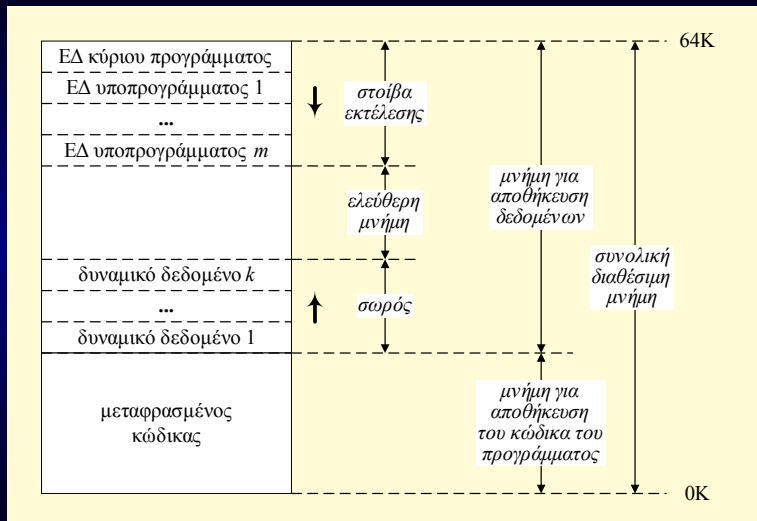 ΕΔ κύριου προγράμματος
ΕΔ υποπρογράμματος 1
...
ΕΔ υποπρογράμματος m
δυναμικό δεδομένο k
...
δυναμικό δεδομένο 1
μεταφρασμένος
κώδικας
στοίβα
εκτέλεσης
ελεύθερη
μνήμη
σωρός
μνήμη για
αποθήκευση
δεδομένων
μνήμη για
αποθήκευση
του κώδικα του
προγράμματος
συνολική
διαθέσιμη
μνήμη
64K
0K